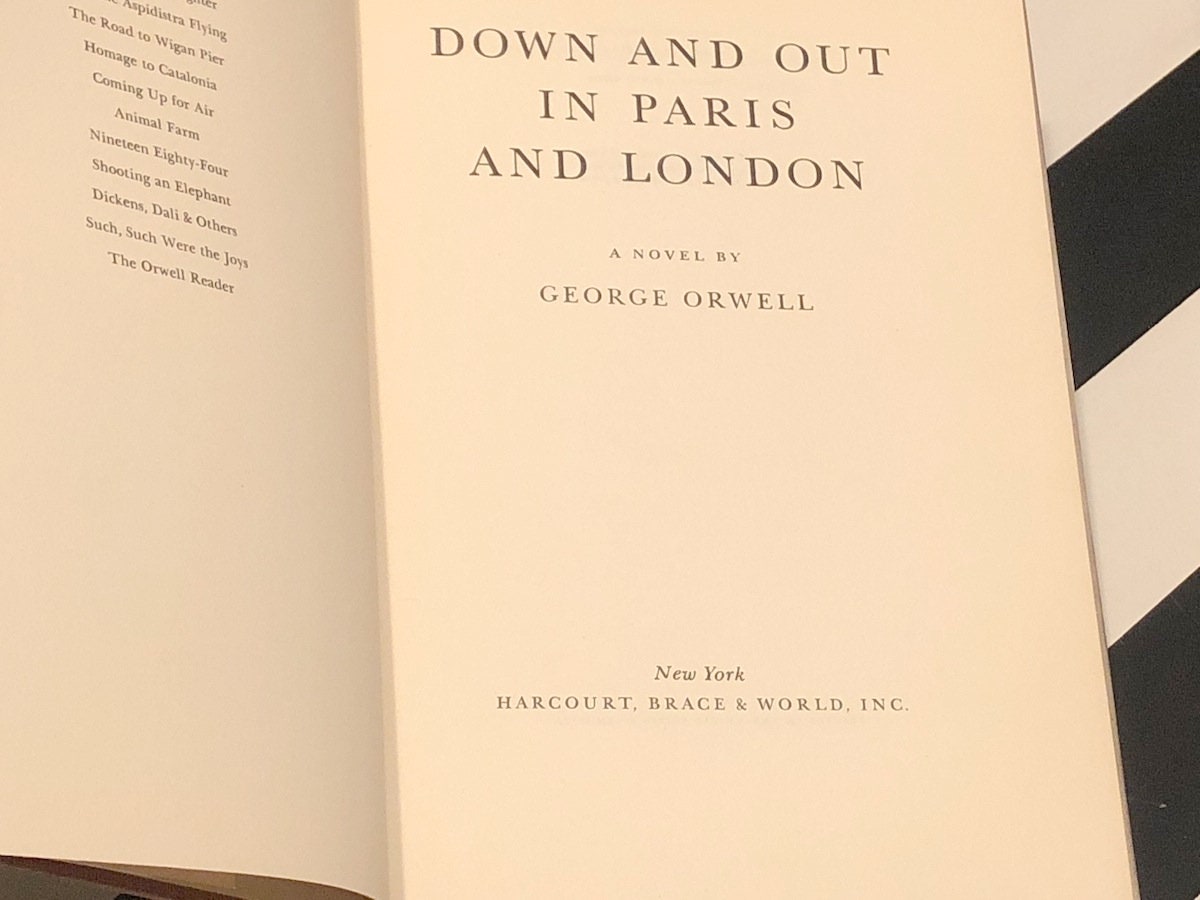 Aspidistra Flying
The Road to Wigan Pier
Homage to Catalonia
Coming Up for Air
Animal Farm
Nineteen Eighty-Four
Shooting an Elephant
Dickens, Dali & Others
Such, Such Were the Joys
The Orwell Reader
DOWN AND OUT
IN PARIS
AND LONDON
A NOVEL BY
GEORGE ORWELL
New York
HARCOURT, BRACE & WORLD, INC.